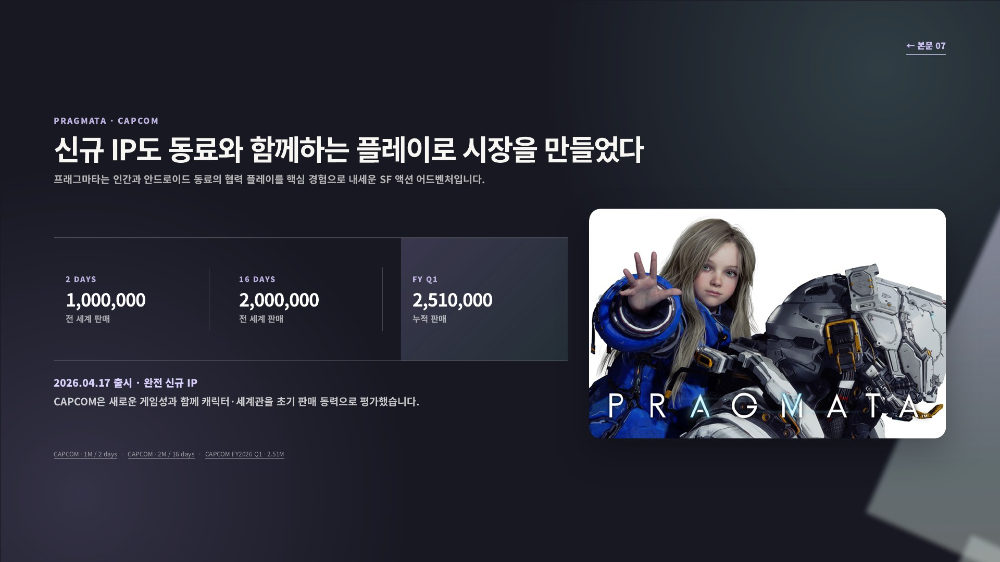 ← 본문 07
PRAGMATA · CAPCOM
신규 IP도 동료와 함께하는 플레이로 시장을 만들었다
프래그마타는 인간과 안드로이드 동료의 협력 플레이를 핵심 경험으로 내세운 SF 액션 어드벤처입니다.
2 DAYS
1,000,000
전 세계 판매
16 DAYS
2,000,000
전 세계 판매
FY Q1
2,510,000
누적 판매
PRAGMATA™
2026.04.17 출시 · 완전 신규 IP
CAPCOM은 새로운 게임성과 함께 캐릭터·세계관을 초기 판매 동력으로 평가했습니다.
CAPCOM · 1M / 2 days · CAPCOM · 2M / 16 days · CAPCOM FY2026 Q1 · 2.51M